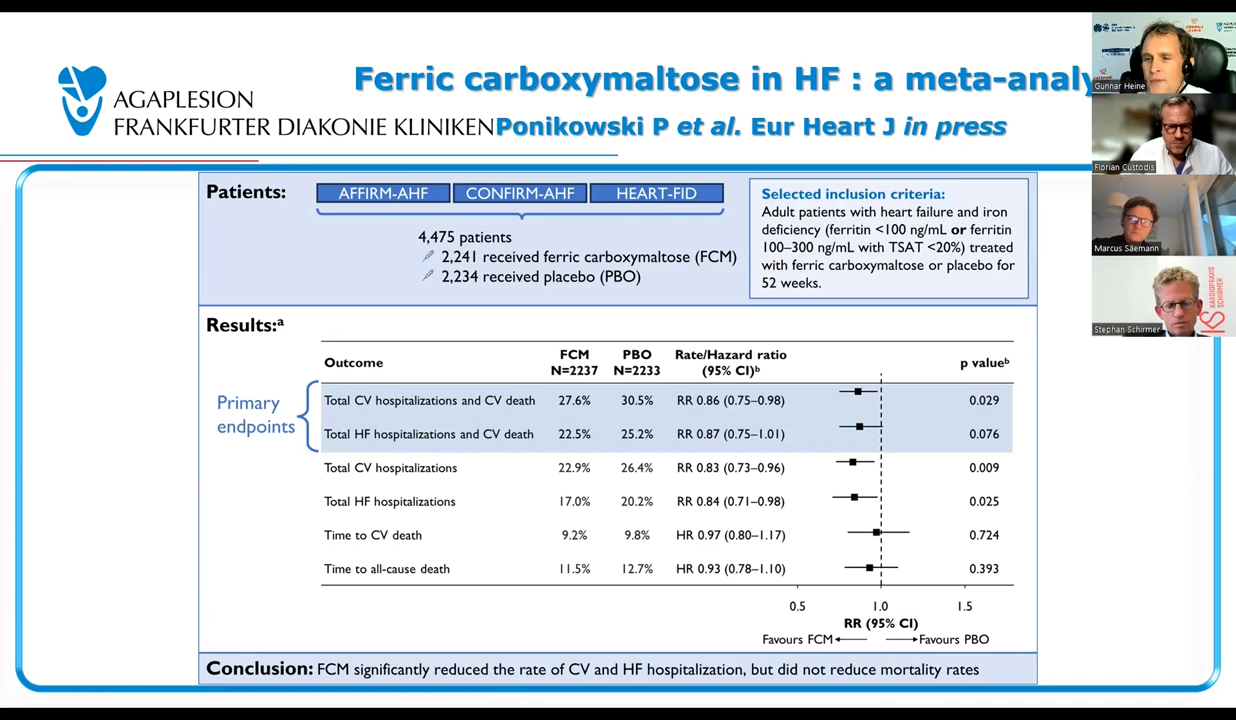 Ferric carboxymaltose in HF : a meta-analy
AGAPLESION
FRANKFURTER DIAKONIE KLINIKEN
Ponikowski P et al. Eur Heart J in press
Patients:
AFFIRM-AHF
CONFIRM-AHF
HEART-FID
4,475 patients
2,241 received ferric carboxymaltose (FCM)
2,234 received placebo (PBO)
Selected inclusion criteria:
Adult patients with heart failure and iron
deficiency (ferritin <100 ng/mL or ferritin
100–300 ng/mL with TSAT <20%) treated
with ferric carboxymaltose or placebo for
52 weeks.
Results:ᵃ
Outcome FCM N=2237 PBO N=2233 Rate/Hazard ratio (95% CI)ᵇ p valueᵇ
Primary
endpoints
Total CV hospitalizations and CV death 27.6% 30.5% RR 0.86 (0.75–0.98) 0.029
Total HF hospitalizations and CV death 22.5% 25.2% RR 0.87 (0.75–1.01) 0.076
Total CV hospitalizations 22.9% 26.4% RR 0.83 (0.73–0.96) 0.009
Total HF hospitalizations 17.0% 20.2% RR 0.84 (0.71–0.98) 0.025
Time to CV death 9.2% 9.8% HR 0.97 (0.80–1.17) 0.724
Time to all-cause death 11.5% 12.7% HR 0.93 (0.78–1.10) 0.393
0.5 1.0 1.5
RR (95% CI)
Favours FCM Favours PBO
Conclusion: FCM significantly reduced the rate of CV and HF hospitalization, but did not reduce mortality rates
Gunnar Heine
Florian Custodis
Marcus Säemann
Stephan Schirmer
KARDIOPRAXIS
SCHIRMER
KS